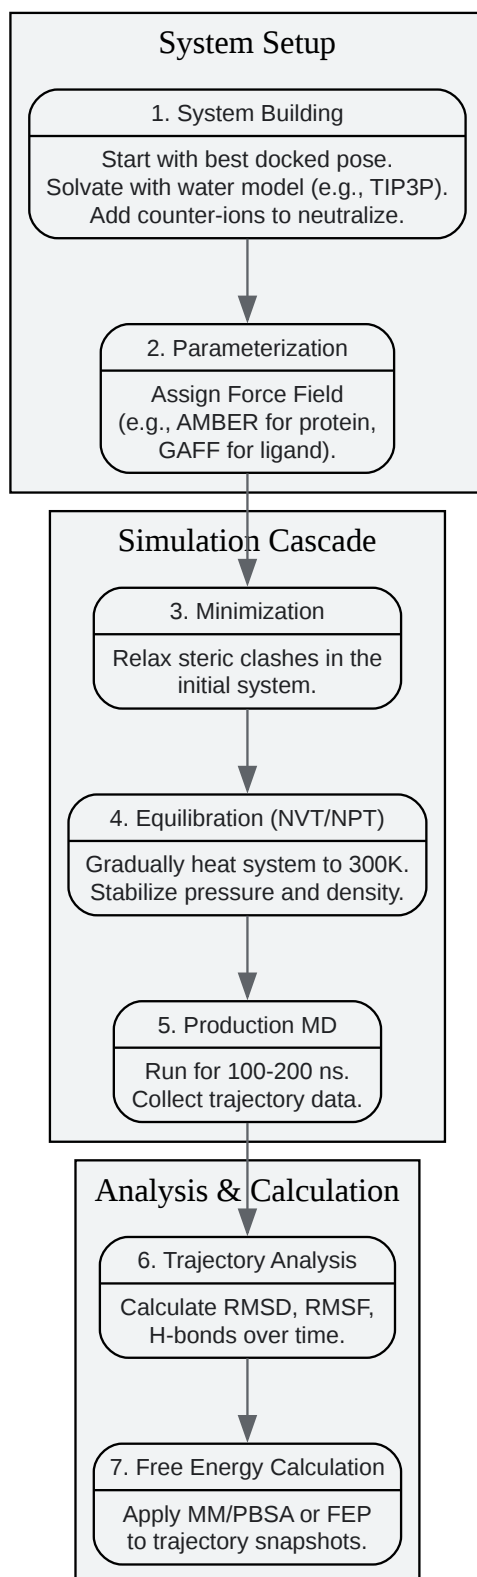 System Setup
1. System Building
Start with best docked pose.
Solvate with water model (e.g., TIP3P).
Add counter-ions to neutralize.
2. Parameterization
Assign Force Field
(e.g., AMBER for protein,
GAFF for ligand).
Simulation Cascade
3. Minimization
Relax steric clashes in the
initial system.
4. Equilibration (NVT/NPT)
Gradually heat system to 300K.
Stabilize pressure and density.
5. Production MD
Run for 100-200 ns.
Collect trajectory data.
Analysis & Calculation
6. Trajectory Analysis
Calculate RMSD, RMSF,
H-bonds over time.
7. Free Energy Calculation
Apply MM/PBSA or FEP
to trajectory snapshots.